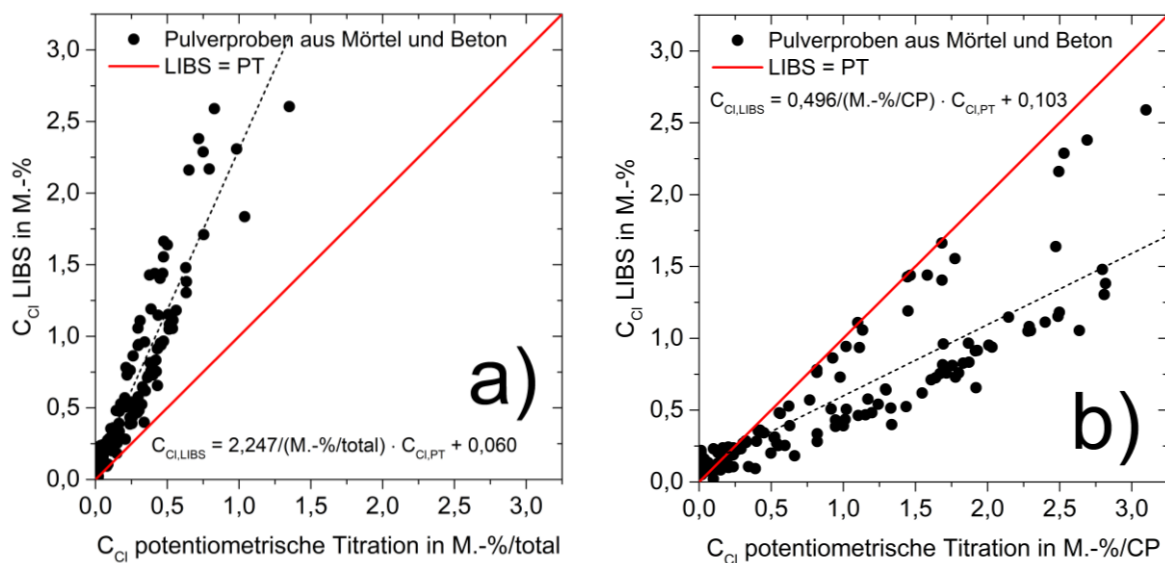 Pulverproben aus Mörtel und Beton
LIBS = PT
3,0
2,5
2,0
1,5
1,0
0,5
0,0
C_Cl LIBS in M.-%
a)
C_Cl,LIBS = 2,247/(M.-%/total) · C_Cl,PT + 0,060
0,0 0,5 1,0 1,5 2,0 2,5 3,0
C_Cl potentiometrische Titration in M.-%/total
Pulverproben aus Mörtel und Beton
LIBS = PT
C_Cl,LIBS = 0,496/(M.-%/CP) · C_Cl,PT + 0,103
3,0
2,5
2,0
1,5
1,0
0,5
0,0
C_Cl LIBS in M.-%
b)
0,0 0,5 1,0 1,5 2,0 2,5 3,0
C_Cl potentiometrische Titration in M.-%/CP